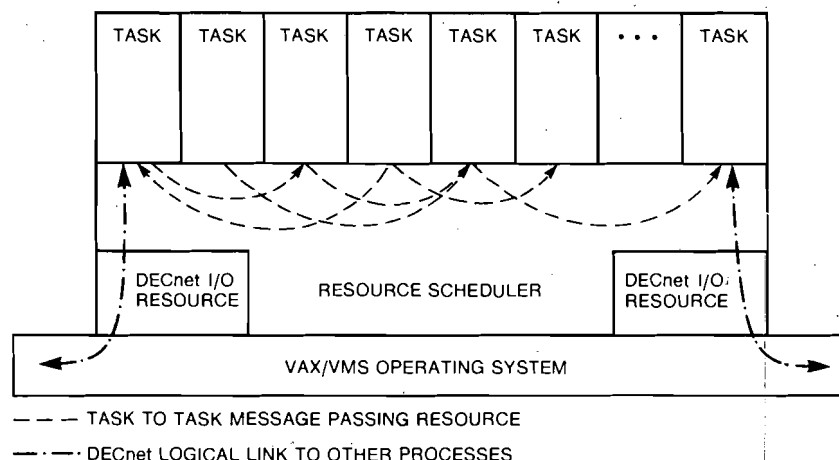 TASK TASK TASK TASK TASK TASK • • • TASK
DECnet I/O
RESOURCE
RESOURCE SCHEDULER
DECnet I/O
RESOURCE
VAX/VMS OPERATING SYSTEM
TASK TO TASK MESSAGE PASSING RESOURCE
DECnet LOGICAL LINK TO OTHER PROCESSES